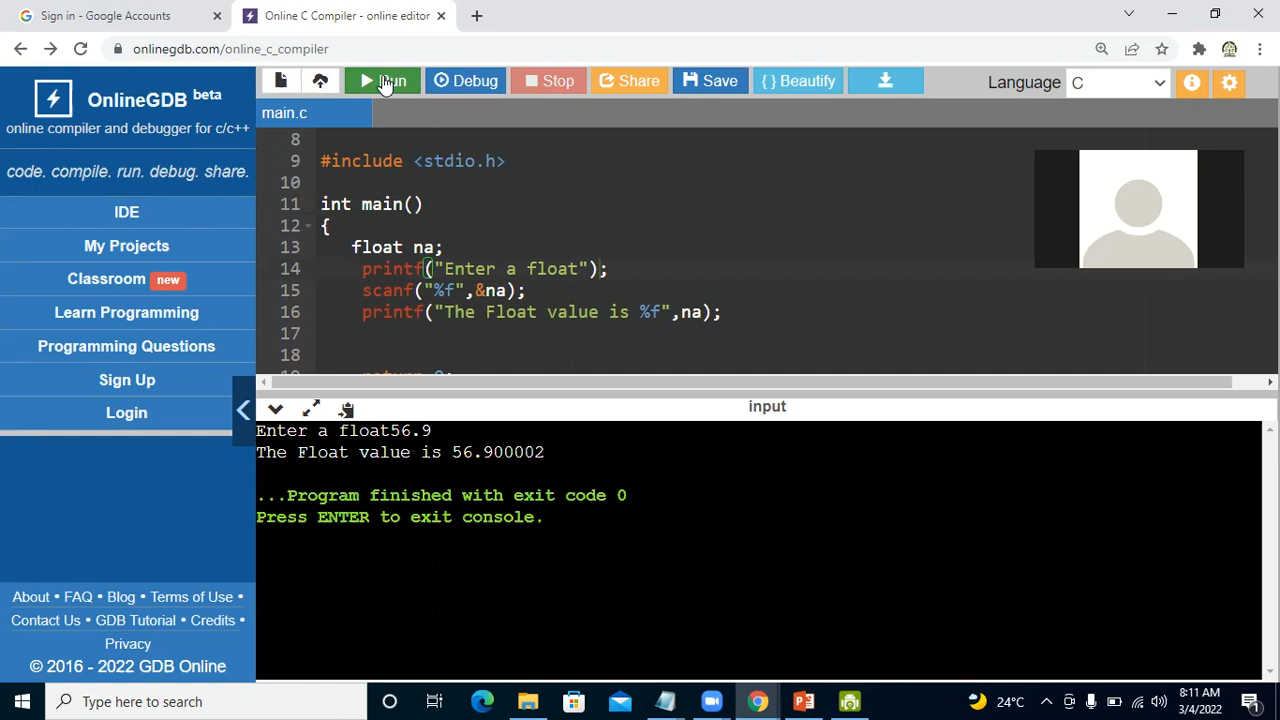 Sign in - Google Accounts
Online C Compiler - online editor
onlinegdb.com/online_c_compiler
OnlineGDB beta
online compiler and debugger for c/c++
code. compile. run. debug. share.
IDE
My Projects
Classroom new
Learn Programming
Programming Questions
Sign Up
Login
About • FAQ • Blog • Terms of Use •
Contact Us • GDB Tutorial • Credits •
Privacy
© 2016 - 2022 GDB Online
Run Debug Stop Share Save { } Beautify
Language C
main.c
8
9 #include <stdio.h>
10
11 int main()
12 {
13 float na;
14 printf("Enter a float");
15 scanf("%f",&na);
16 printf("The Float value is %f",na);
17
18
input
Enter a float56.9
The Float value is 56.900002
...Program finished with exit code 0
Press ENTER to exit console.
Type here to search
24°C
8:11 AM
3/4/2022
1